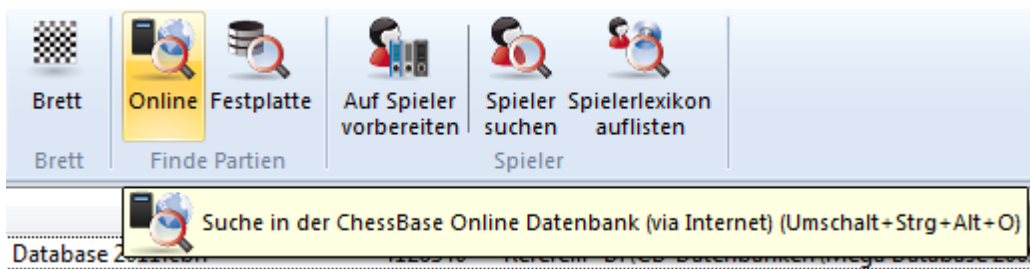 Brett
Online
Festplatte
Auf Spieler
vorbereiten
Spieler
suchen
Spielerlexikon
auflisten
Brett
Finde Partien
Spieler
Suche in der ChessBase Online Datenbank (via Internet) (Umschalt+Strg+Alt+O)
Database